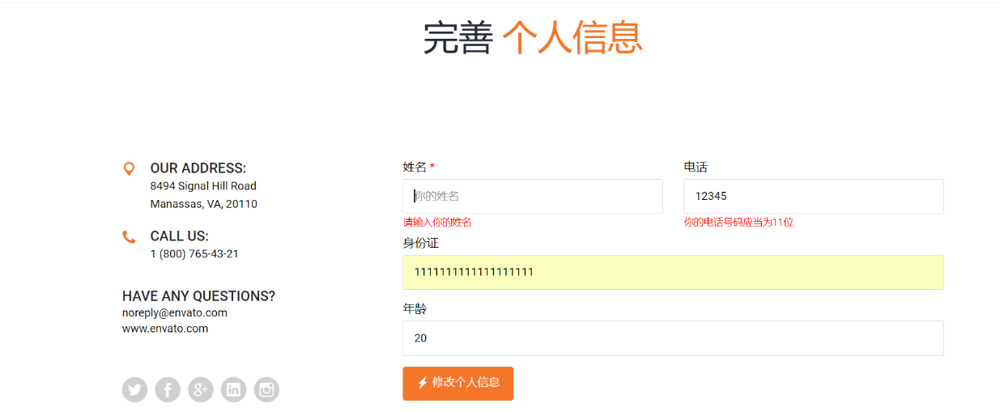 完善 个人信息
OUR ADDRESS:
8494 Signal Hill Road
Manassas, VA, 20110
CALL US:
1 (800) 765-43-21
HAVE ANY QUESTIONS?
noreply@envato.com
www.envato.com
姓名 *
你的姓名
请输入你的姓名
电话
12345
你的电话号码应当为11位
身份证
111111111111111111
年龄
20
修改个人信息